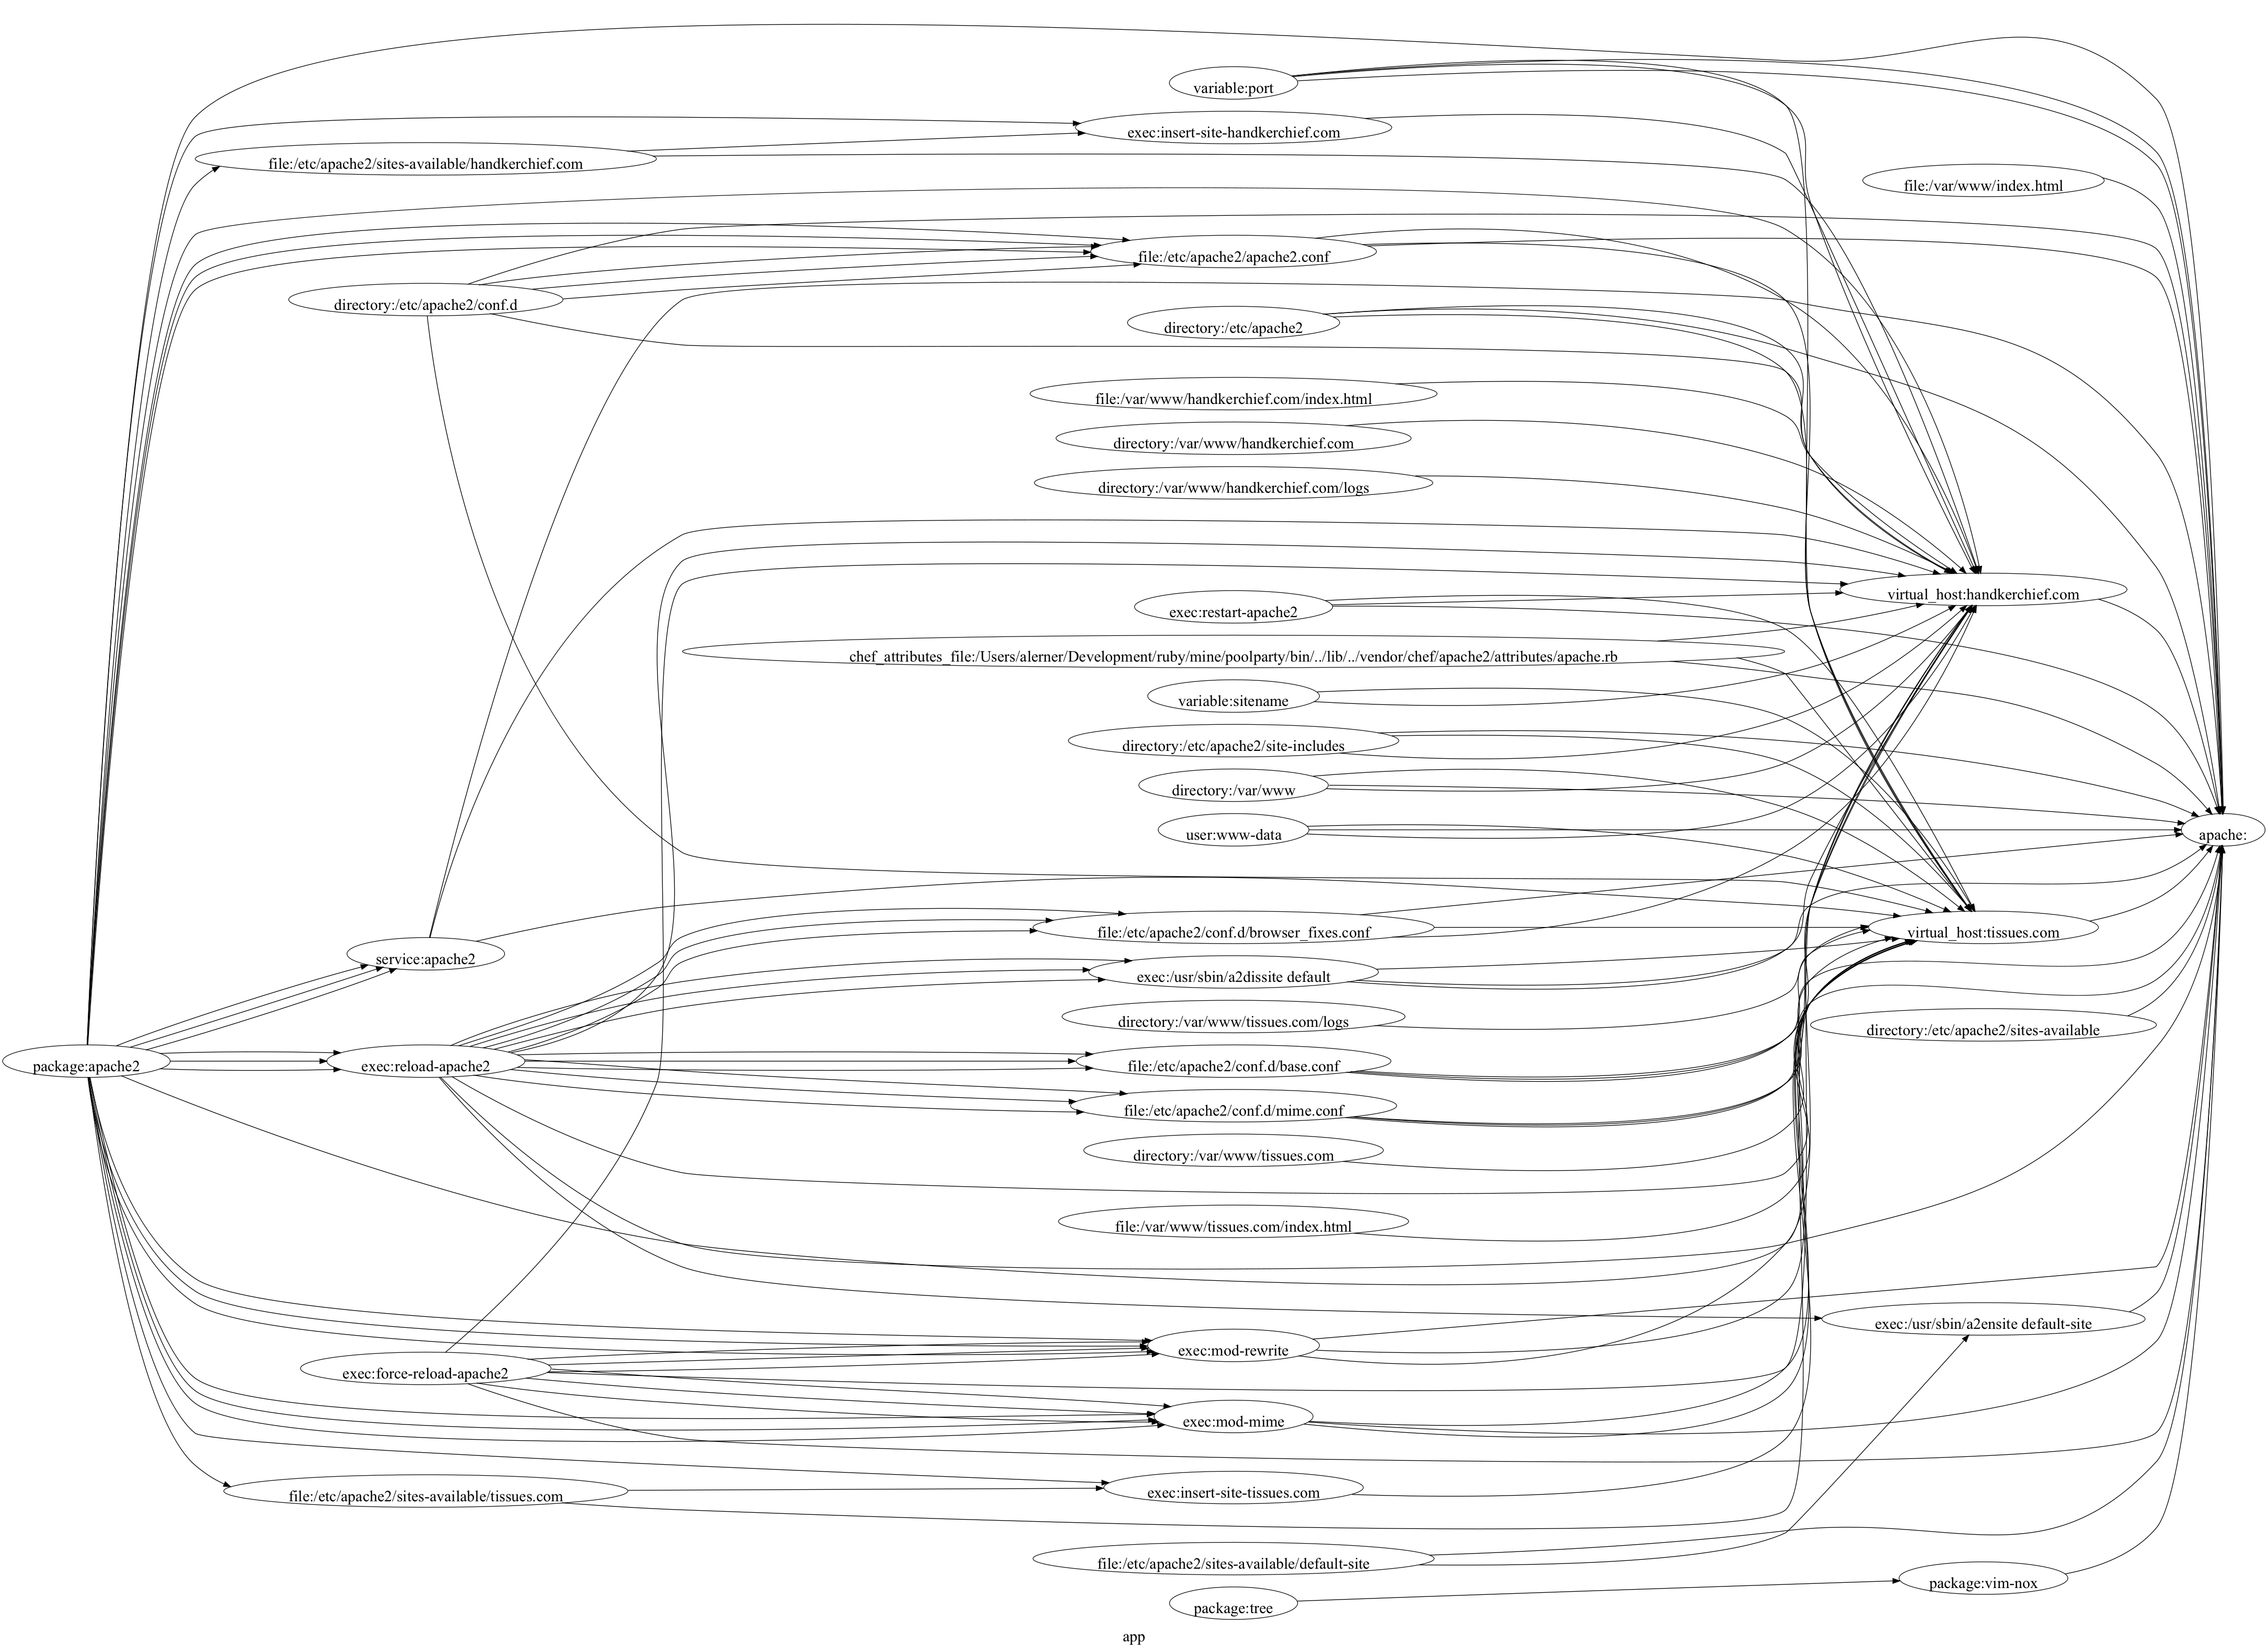 variable:port
exec:insert-site-handkerchief.com
file:/etc/apache2/sites-available/handkerchief.com
file:/var/www/index.html
file:/etc/apache2/apache2.conf
directory:/etc/apache2/conf.d
directory:/etc/apache2
file:/var/www/handkerchief.com/index.html
directory:/var/www/handkerchief.com
directory:/var/www/handkerchief.com/logs
virtual_host:handkerchief.com
exec:restart-apache2
chef_attributes_file:/Users/alerner/Development/ruby/mine/poolparty/bin/../lib/../vendor/chef/apache2/attributes/apache.rb
variable:sitename
directory:/etc/apache2/site-includes
directory:/var/www
user:www-data
apache:
file:/etc/apache2/conf.d/browser_fixes.conf
virtual_host:tissues.com
service:apache2
exec:/usr/sbin/a2dissite default
directory:/var/www/tissues.com/logs
directory:/etc/apache2/sites-available
package:apache2
exec:reload-apache2
file:/etc/apache2/conf.d/base.conf
file:/etc/apache2/conf.d/mime.conf
directory:/var/www/tissues.com
file:/var/www/tissues.com/index.html
exec:/usr/sbin/a2ensite default-site
exec:mod-rewrite
exec:force-reload-apache2
exec:mod-mime
file:/etc/apache2/sites-available/tissues.com
exec:insert-site-tissues.com
file:/etc/apache2/sites-available/default-site
package:vim-nox
package:tree
app